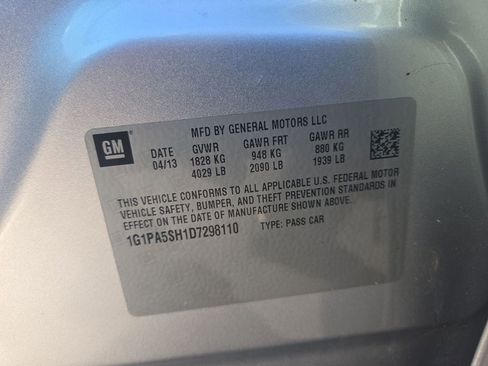 MFD BY GENERAL MOTORS LLC
GM DATE GVWR GAWR FRT GAWR RR
04/13 1828 KG 948 KG 880 KG
4029 LB 2090 LB 1939 LB
THIS VEHICLE CONFORMS TO ALL APPLICABLE U.S. FEDERAL MOTOR
VEHICLE SAFETY, BUMPER, AND THEFT PREVENTION STANDARDS IN
EFFECT ON THE DATE OF MANUFACTURE SHOWN ABOVE.
1G1PA5SH1D7298110 TYPE: PASS CAR